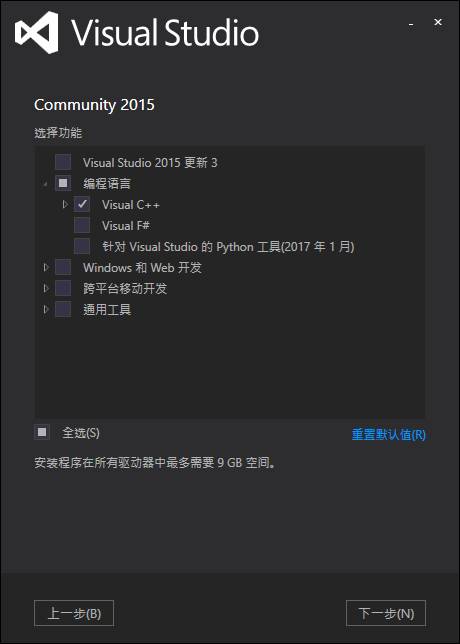 Visual Studio
Community 2015
选择功能
Visual Studio 2015 更新 3
编程语言
Visual C++
Visual F#
针对 Visual Studio 的 Python 工具(2017 年 1 月)
Windows 和 Web 开发
跨平台移动开发
通用工具
全选(S)
重置默认值(R)
安装程序在所有驱动器中最多需要 9 GB 空间。
上一步(B)
下一步(N)